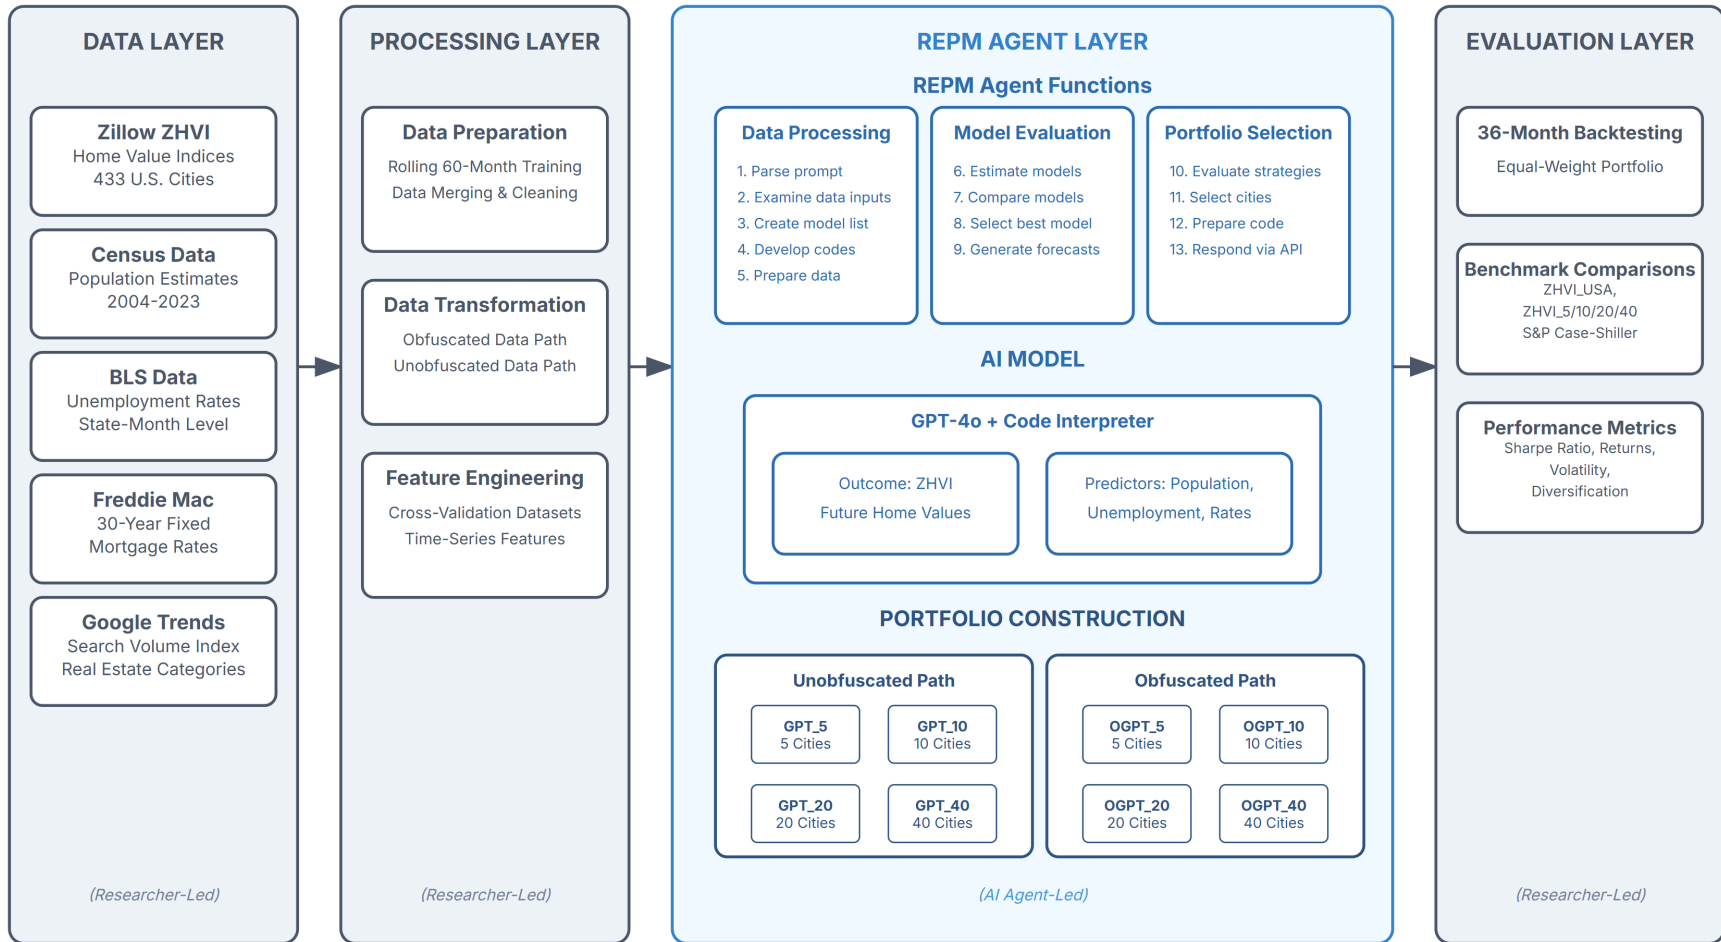 DATA LAYER
Zillow ZHVI
Home Value Indices
433 U.S. Cities
Census Data
Population Estimates
2004-2023
BLS Data
Unemployment Rates
State-Month Level
Freddie Mac
30-Year Fixed
Mortgage Rates
Google Trends
Search Volume Index
Real Estate Categories
(Researcher-Led)
PROCESSING LAYER
Data Preparation
Rolling 60-Month Training
Data Merging & Cleaning
Data Transformation
Obfuscated Data Path
Unobfuscated Data Path
Feature Engineering
Cross-Validation Datasets
Time-Series Features
(Researcher-Led)
REPM AGENT LAYER
REPM Agent Functions
Data Processing
1. Parse prompt
2. Examine data inputs
3. Create model list
4. Develop codes
5. Prepare data
Model Evaluation
6. Estimate models
7. Compare models
8. Select best model
9. Generate forecasts
Portfolio Selection
10. Evaluate strategies
11. Select cities
12. Prepare code
13. Respond via API
AI MODEL
GPT-4o + Code Interpreter
Outcome: ZHVI
Future Home Values
Predictors: Population,
Unemployment, Rates
PORTFOLIO CONSTRUCTION
Unobfuscated Path
GPT_5
5 Cities
GPT_10
10 Cities
GPT_20
20 Cities
GPT_40
40 Cities
Obfuscated Path
OGPT_5
5 Cities
OGPT_10
10 Cities
OGPT_20
20 Cities
OGPT_40
40 Cities
(AI Agent-Led)
EVALUATION LAYER
36-Month Backtesting
Equal-Weight Portfolio
Benchmark Comparisons
ZHVI_USA,
ZHVI_5/10/20/40
S&P Case-Shiller
Performance Metrics
Sharpe Ratio, Returns,
Volatility,
Diversification
(Researcher-Led)